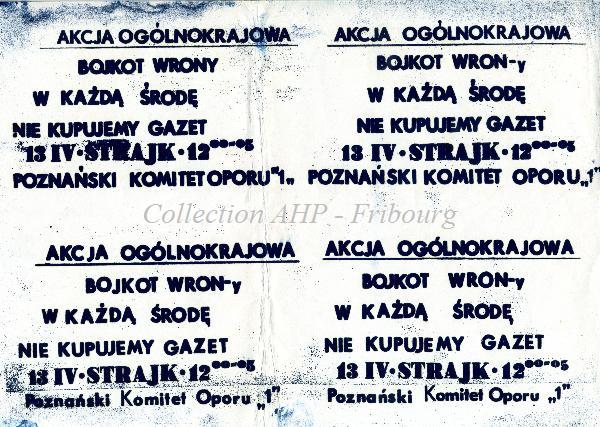 AKCJA OGÓLNOKRAJOWA
BOJKOT WRONY
W KAŻDĄ ŚRODĘ
NIE KUPUJEMY GAZET
13 IV • STRAJK • 12⁰⁰-⁰⁵
POZNAŃSKI KOMITET OPORU "1„
AKCJA OGÓLNOKRAJOWA
BOJKOT WRON-y
W KAŻDĄ ŚRODĘ
NIE KUPUJEMY GAZET
13 IV • STRAJK • 12⁰⁰-⁰⁵
POZNAŃSKI KOMITET OPORU „1"
Collection AHP - Fribourg
AKCJA OGÓLNOKRAJOWA
BOJKOT WRON-y
W KAŻDĄ ŚRODĘ
NIE KUPUJEMY GAZET
13 IV • STRAJK • 12⁰⁰-⁰⁵
Poznański Komitet Oporu „1"
AKCJA OGÓLNOKRAJOWA
BOJKOT WRON-y
W KAŻDĄ ŚRODĘ
NIE KUPUJEMY GAZET
13 IV • STRAJK • 12⁰⁰-⁰⁵
Poznański Komitet Oporu „1"